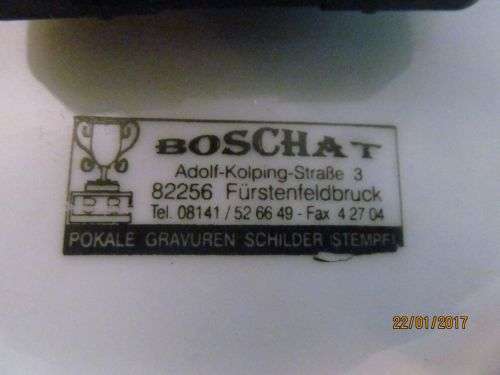 BOSCHAT
Adolf-Kolping-Straße 3
82256 Fürstenfeldbruck
Tel. 08141 / 52 66 49 - Fax 4 27 04
POKALE GRAVUREN SCHILDER STEMPEL
22/01/2017